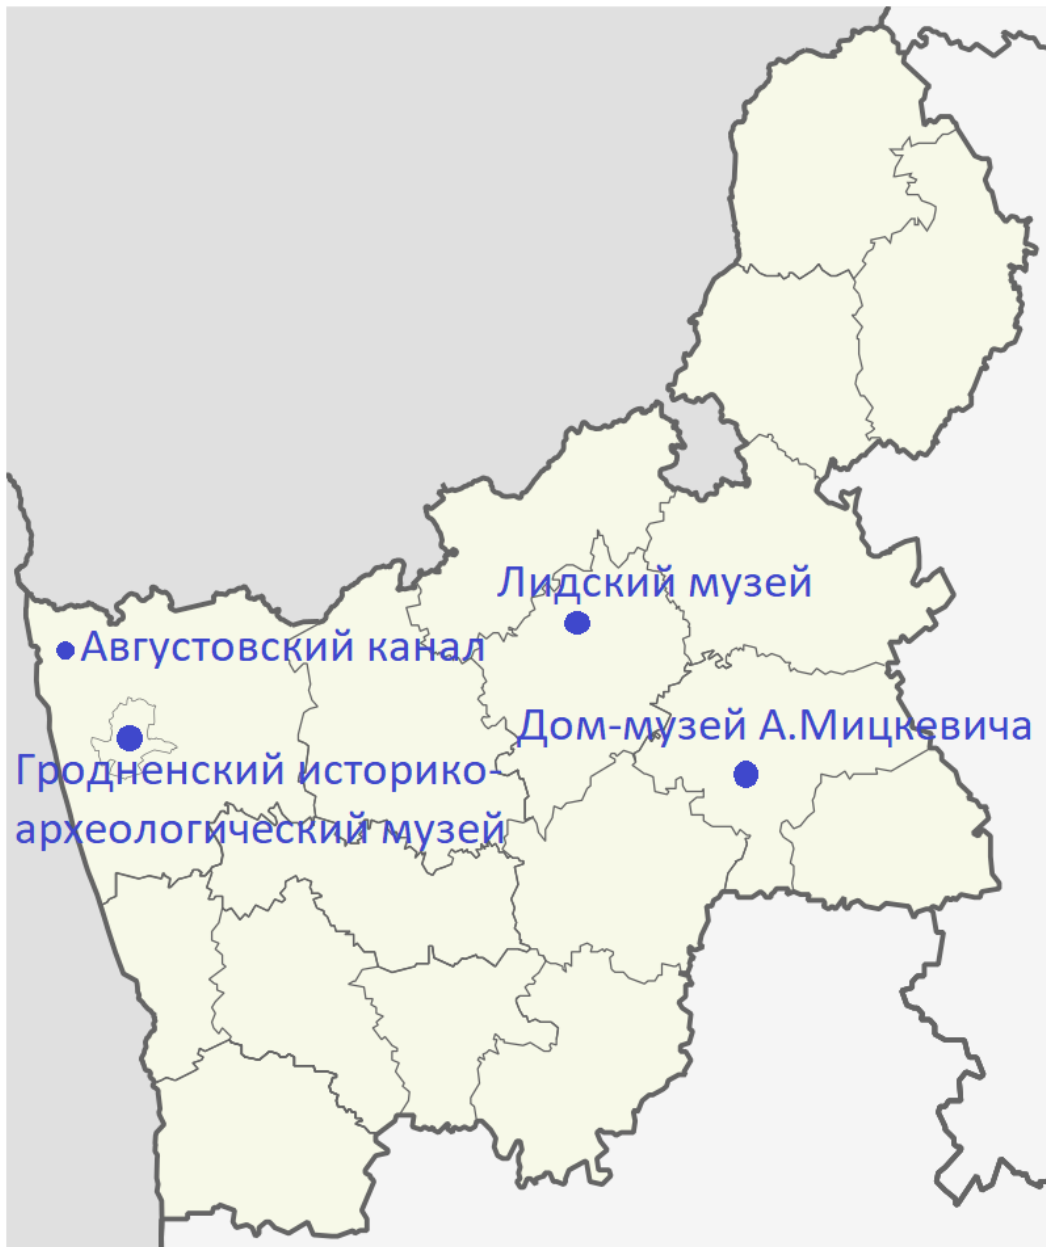 Лидский музей
Августовский канал
Дом-музей А.Мицкевича
Гродненский историко-
археологический музей